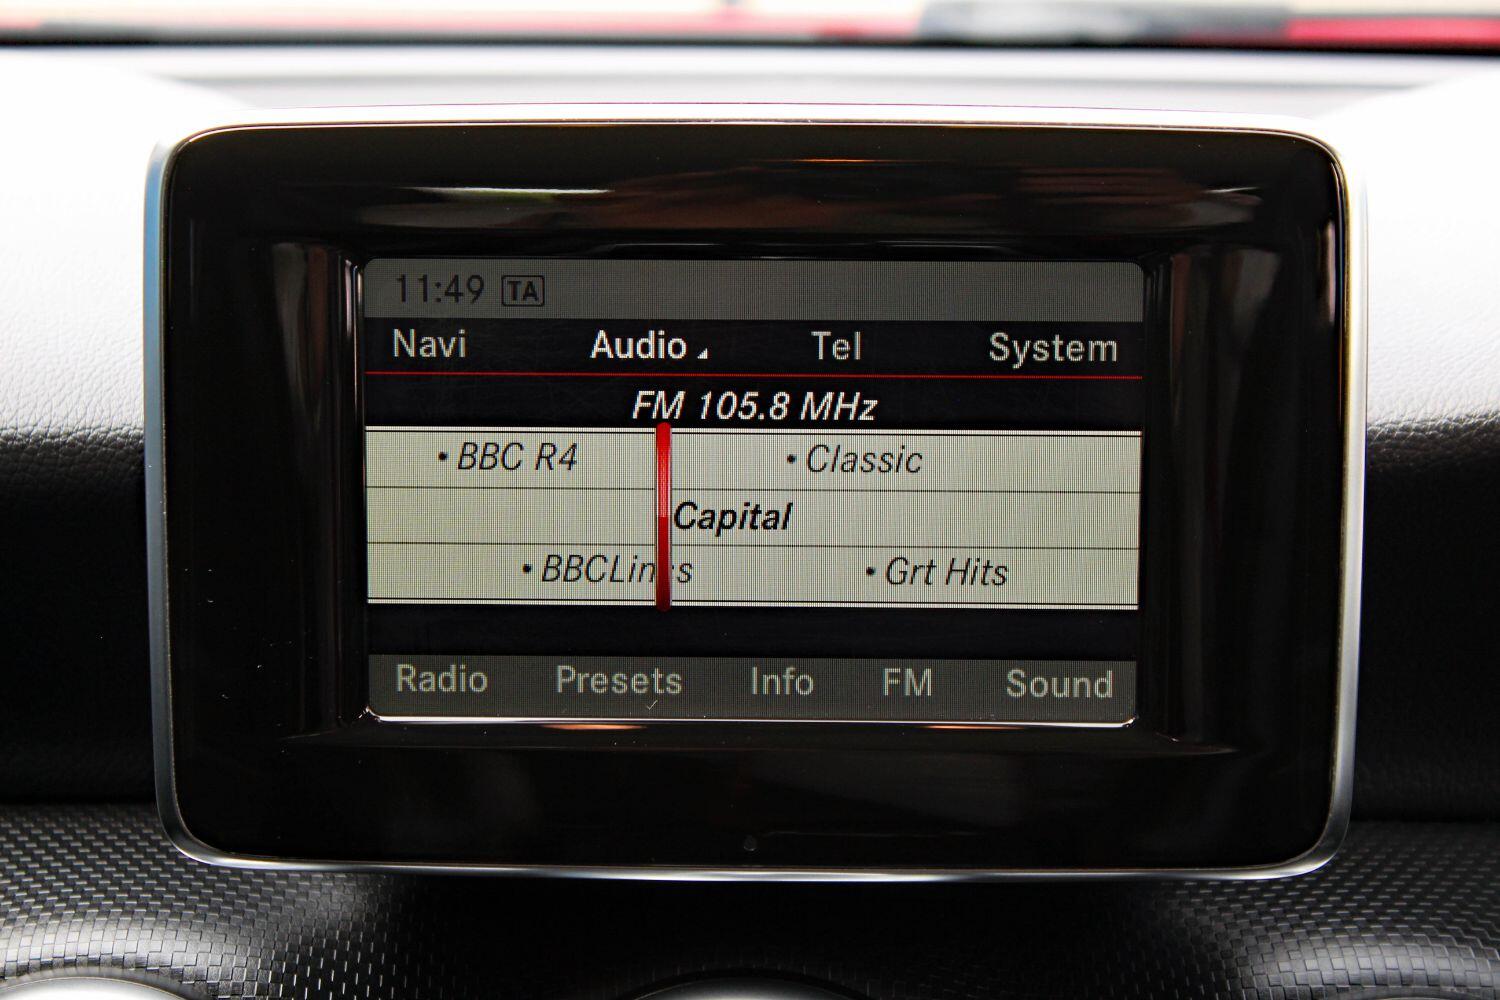 11:49 TA
Navi Audio Tel System
FM 105.8 MHz
• BBC R4 • Classic
Capital
• BBCLincs • Grt Hits
Radio Presets Info FM Sound